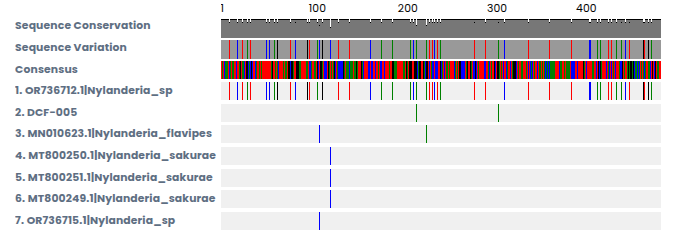 1 100 200 300 400
Sequence Conservation
Sequence Variation
Consensus
1. OR736712.1|Nylanderia_sp
2. DCF-005
3. MN010623.1|Nylanderia_flavipes
4. MT800250.1|Nylanderia_sakurae
5. MT800251.1|Nylanderia_sakurae
6. MT800249.1|Nylanderia_sakurae
7. OR736715.1|Nylanderia_sp